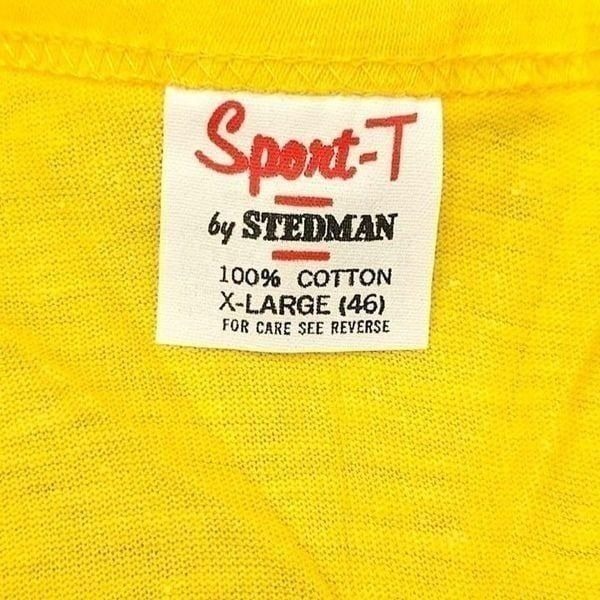 Sport-T
by STEDMAN
100% COTTON
X-LARGE (46)
FOR CARE SEE REVERSE